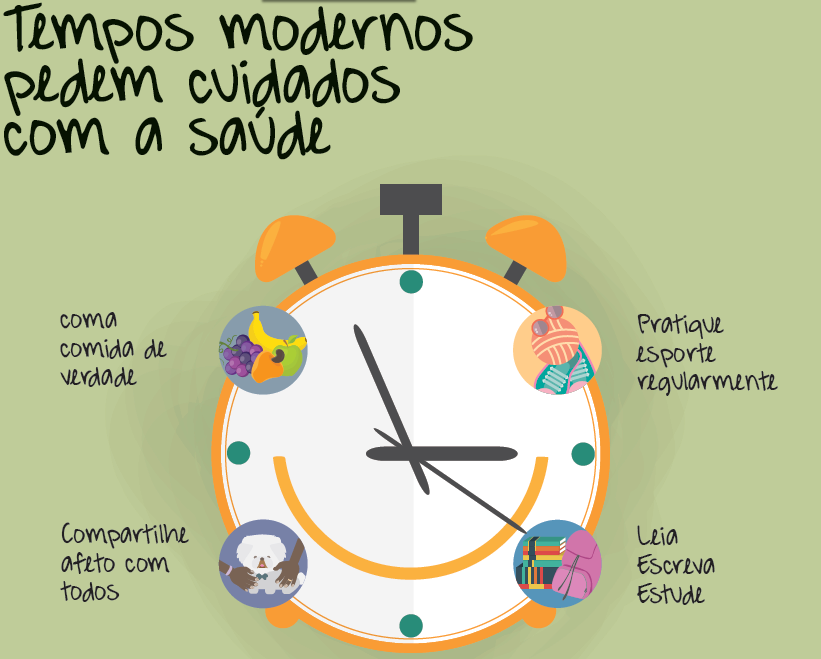 Tempos modernos
pedem cuidados
com a saúde
coma
comida de
verdade
Pratique
esporte
regularmente
Compartilhe
afeto com
todos
Leia
Escreva
Estude